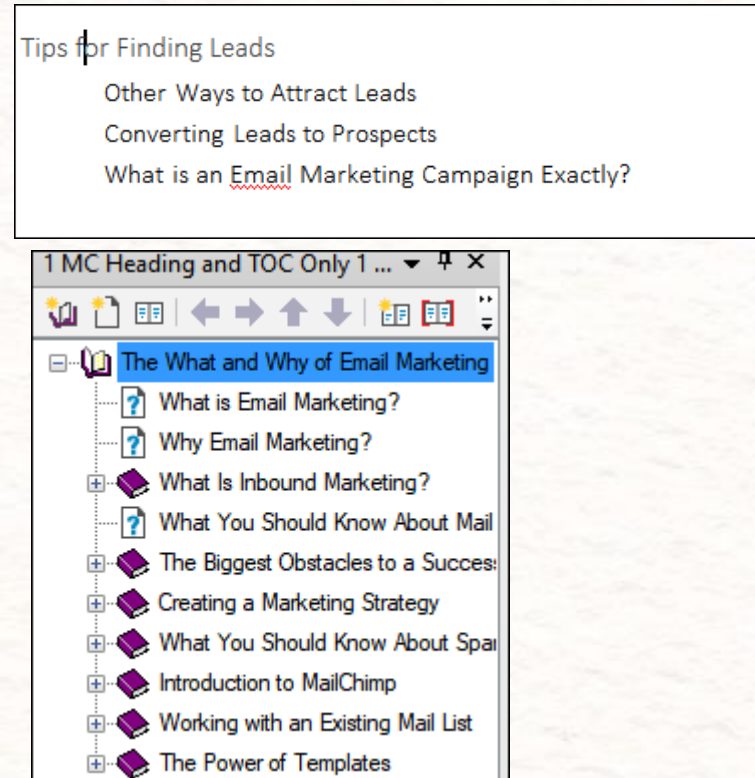 Tips for Finding Leads
Other Ways to Attract Leads
Converting Leads to Prospects
What is an Email Marketing Campaign Exactly?
1 MC Heading and TOC Only 1 ...
The What and Why of Email Marketing
What is Email Marketing?
Why Email Marketing?
What Is Inbound Marketing?
What You Should Know About Mail
The Biggest Obstacles to a Success
Creating a Marketing Strategy
What You Should Know About Spam
Introduction to MailChimp
Working with an Existing Mail List
The Power of Templates